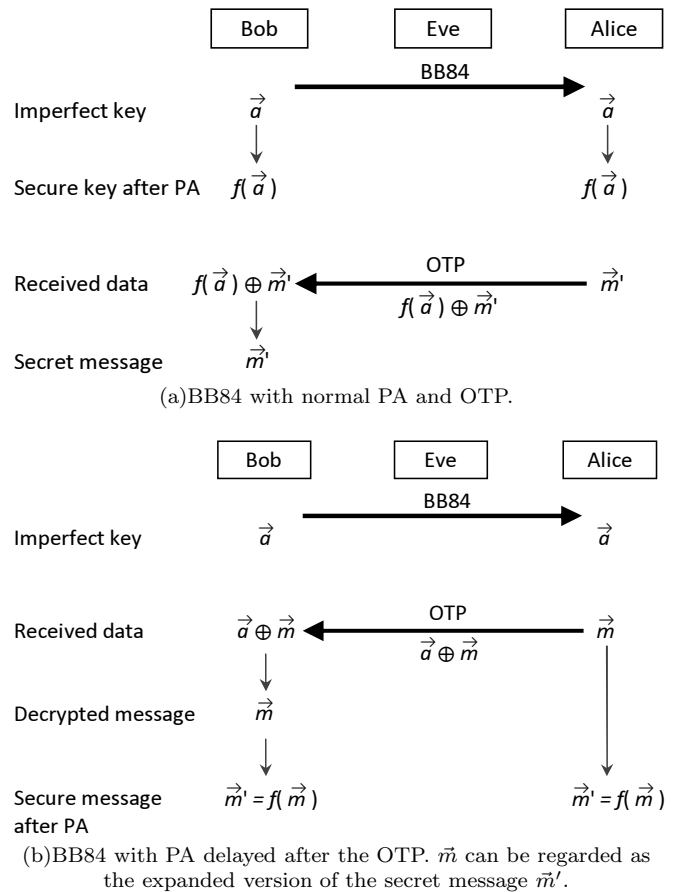 Bob Eve Alice
BB84
Imperfect key a⃗ a⃗
Secure key after PA f(a⃗) f(a⃗)
OTP
Received data f(a⃗) ⊕ m⃗' m⃗'
f(a⃗) ⊕ m⃗'
Secret message m⃗'
(a)BB84 with normal PA and OTP.
Bob Eve Alice
BB84
Imperfect key a⃗ a⃗
OTP
Received data a⃗ ⊕ m⃗ m⃗
a⃗ ⊕ m⃗
Decrypted message m⃗
Secure message m⃗' = f(m⃗) m⃗' = f(m⃗)
after PA
(b)BB84 with PA delayed after the OTP. m⃗ can be regarded as
the expanded version of the secret message m⃗′.